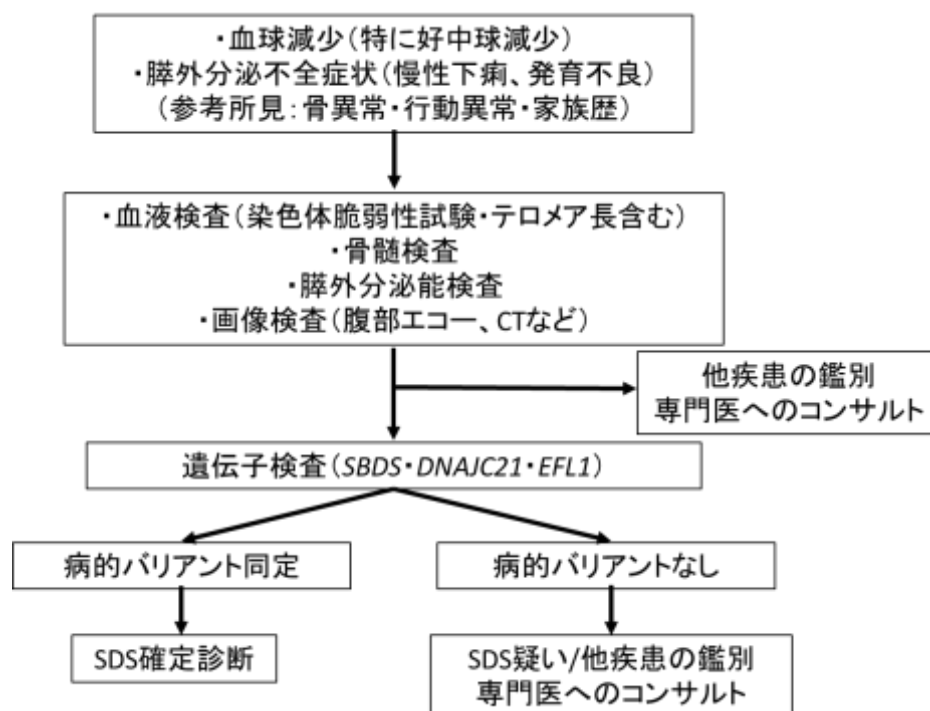 ・血球減少（特に好中球減少）
・膵外分泌不全症状（慢性下痢、発育不良）
（参考所見：骨異常・行動異常・家族歴）
・血液検査（染色体脆弱性試験・テロメア長含む）
・骨髄検査
・膵外分泌能検査
・画像検査（腹部エコー、CTなど）
他疾患の鑑別
専門医へのコンサルト
遺伝子検査（SBDS・DNAJC21・EFL1）
病的バリアント同定
病的バリアントなし
SDS確定診断
SDS疑い/他疾患の鑑別
専門医へのコンサルト